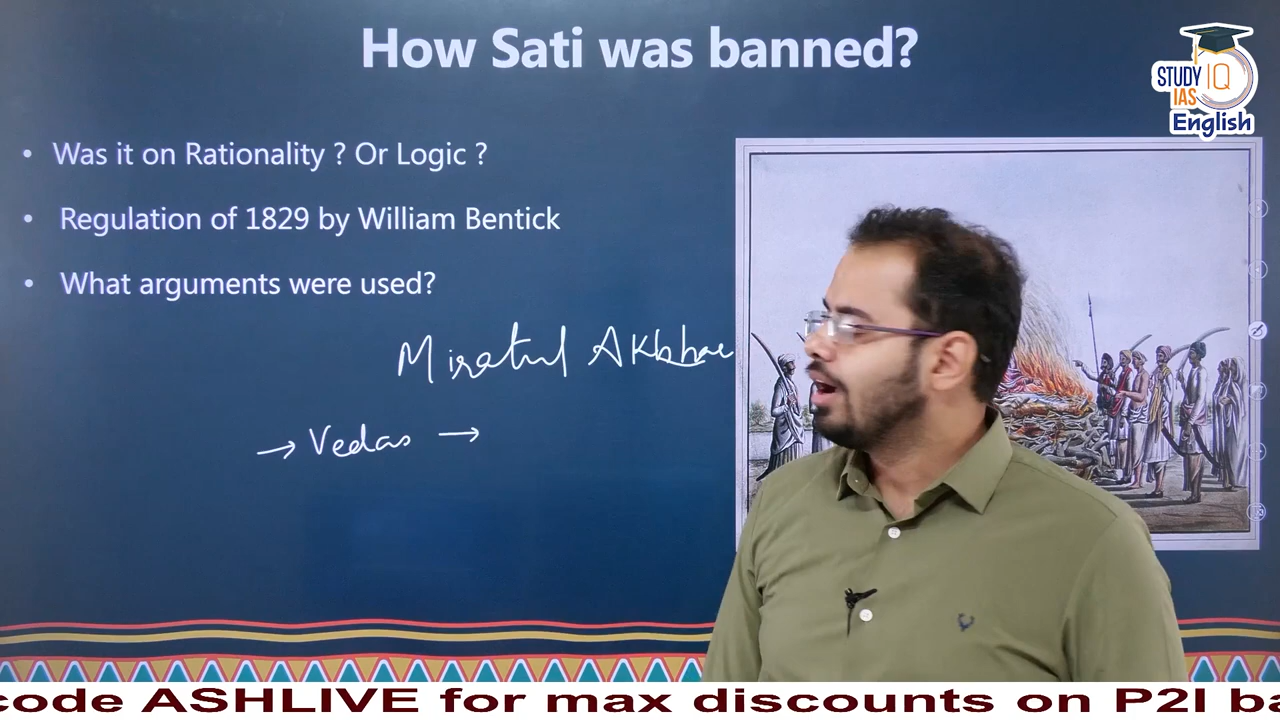 How Sati was banned?
STUDY IQ
IAS
English
• Was it on Rationality ? Or Logic ?
• Regulation of 1829 by William Bentick
• What arguments were used?
Miratul Akbbar
→ Vedas →
code ASHLIVE for max discounts on P2I ba